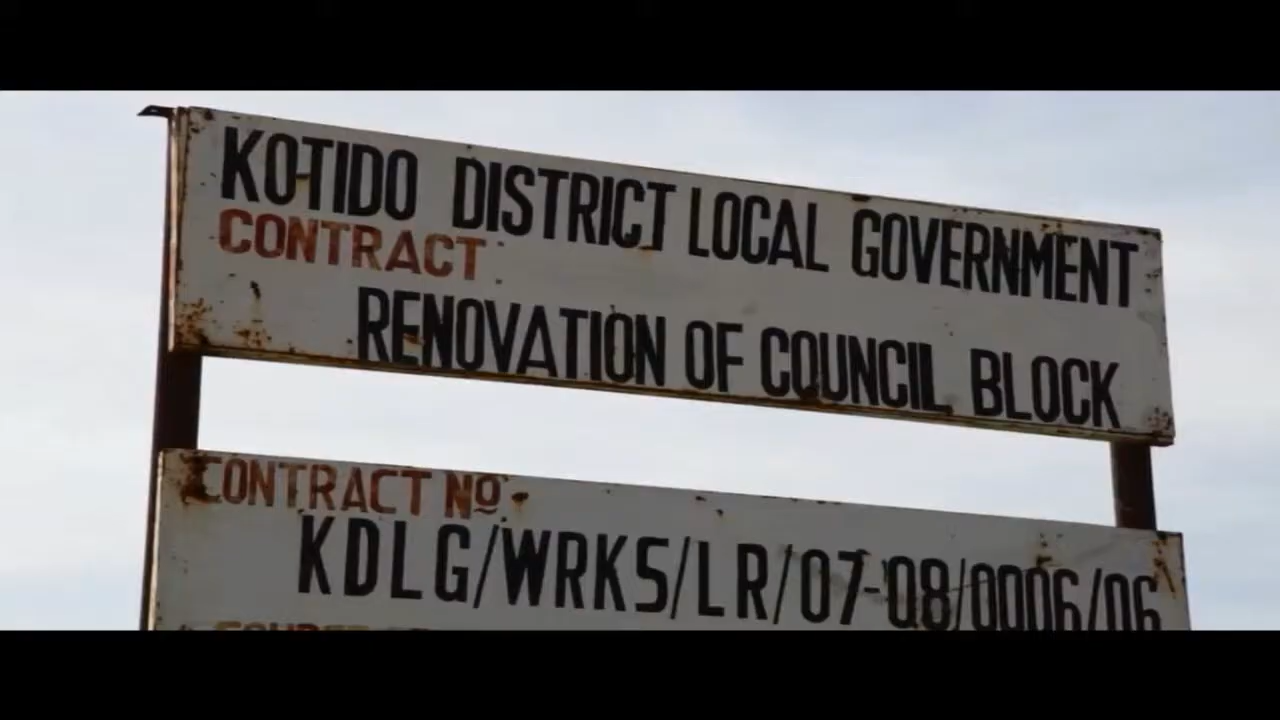 KOTIDO DISTRICT LOCAL GOVERNMENT
CONTRACT
RENOVATION OF COUNCIL BLOCK
CONTRACT NO
KDLG/WRKS/LR/07-08/0006/06